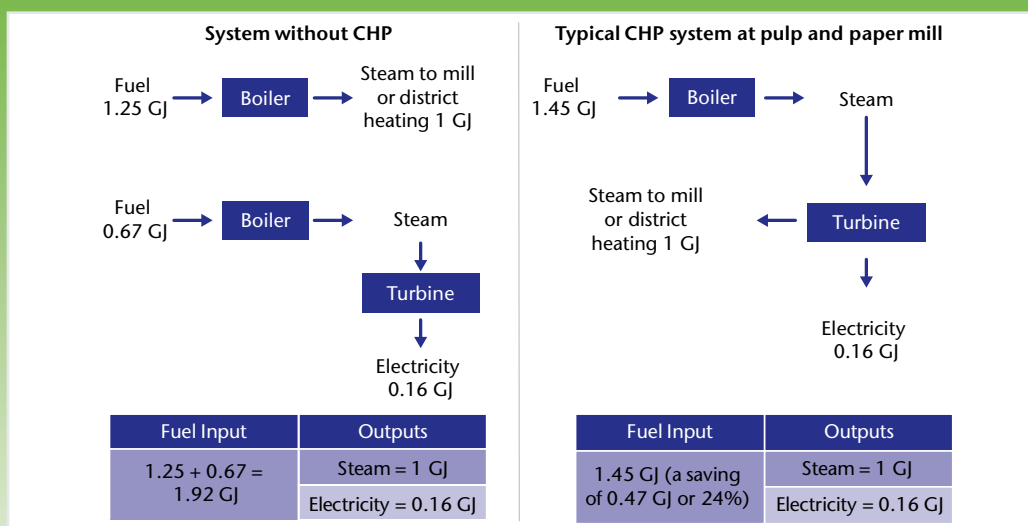 System without CHP
Fuel
1.25 GJ
Boiler
Steam to mill
or district
heating 1 GJ
Fuel
0.67 GJ
Boiler
Steam
Turbine
Electricity
0.16 GJ
Fuel Input
Outputs
1.25 + 0.67 =
1.92 GJ
Steam = 1 GJ
Electricity = 0.16 GJ
Typical CHP system at pulp and paper mill
Fuel
1.45 GJ
Boiler
Steam
Steam to mill
or district
heating 1 GJ
Turbine
Electricity
0.16 GJ
Fuel Input
Outputs
1.45 GJ (a saving
of 0.47 GJ or 24%)
Steam = 1 GJ
Electricity = 0.16 GJ